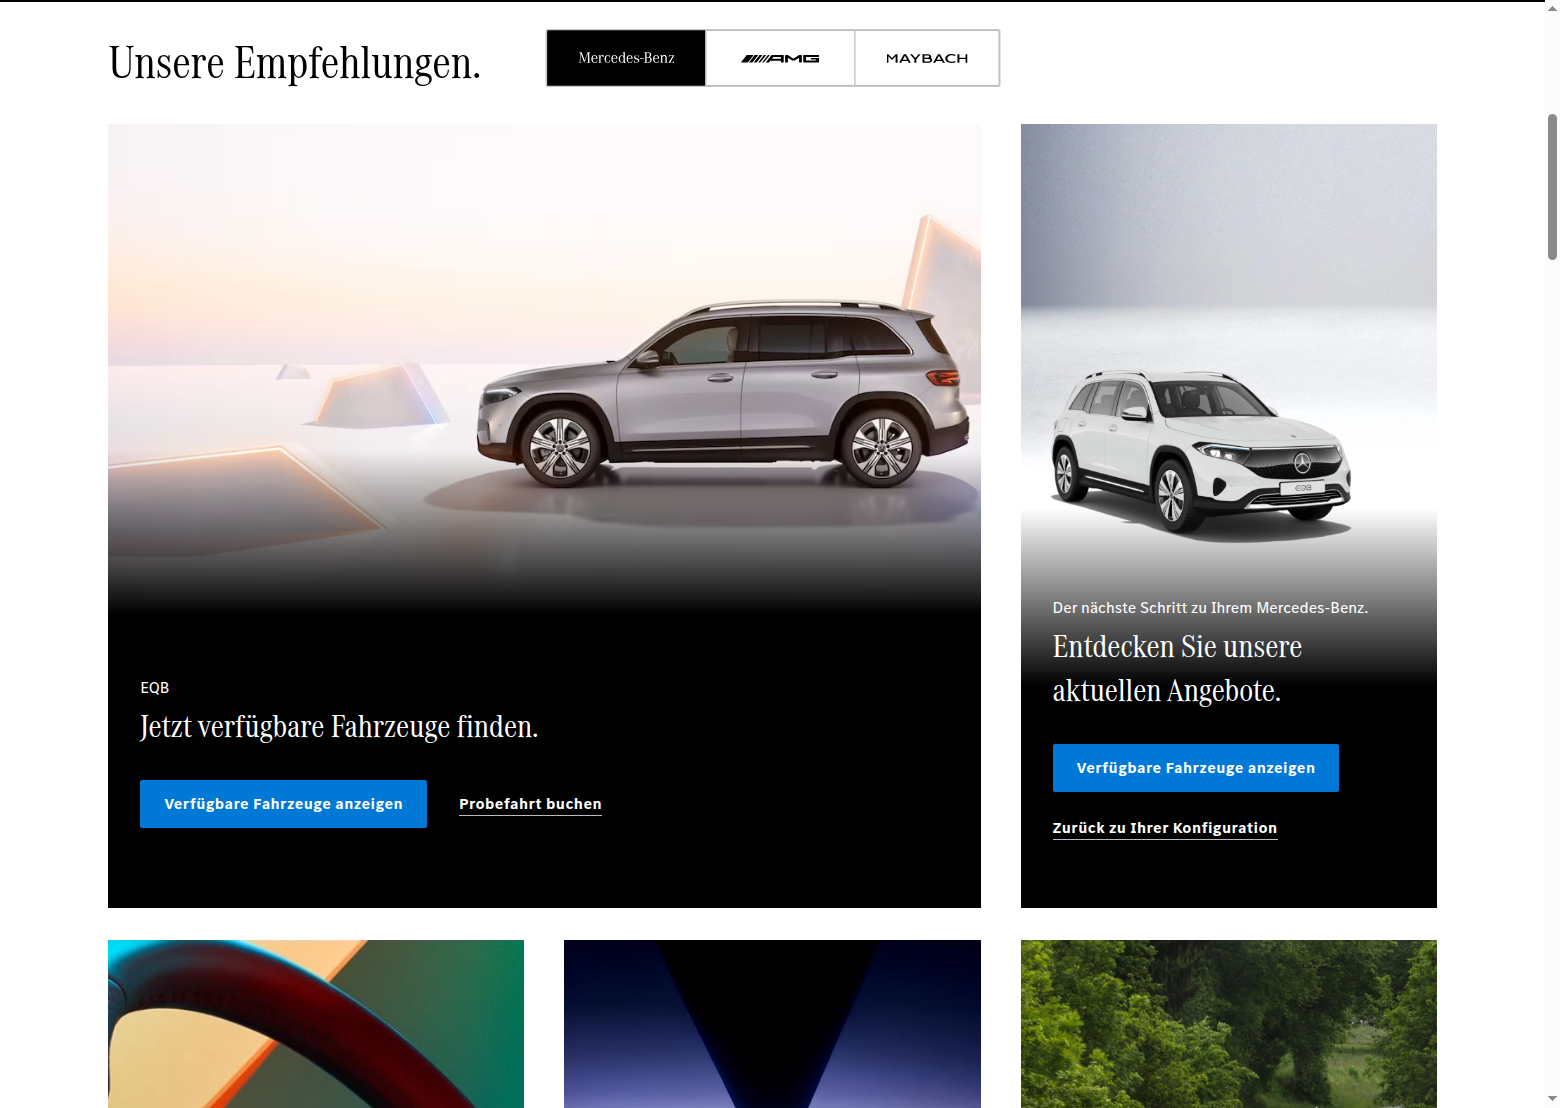 Unsere Empfehlungen.
Mercedes-Benz
AMG
MAYBACH
EQB
Jetzt verfügbare Fahrzeuge finden.
Verfügbare Fahrzeuge anzeigen
Probefahrt buchen
EQB
Der nächste Schritt zu Ihrem Mercedes-Benz.
Entdecken Sie unsere
aktuellen Angebote.
Verfügbare Fahrzeuge anzeigen
Zurück zu Ihrer Konfiguration